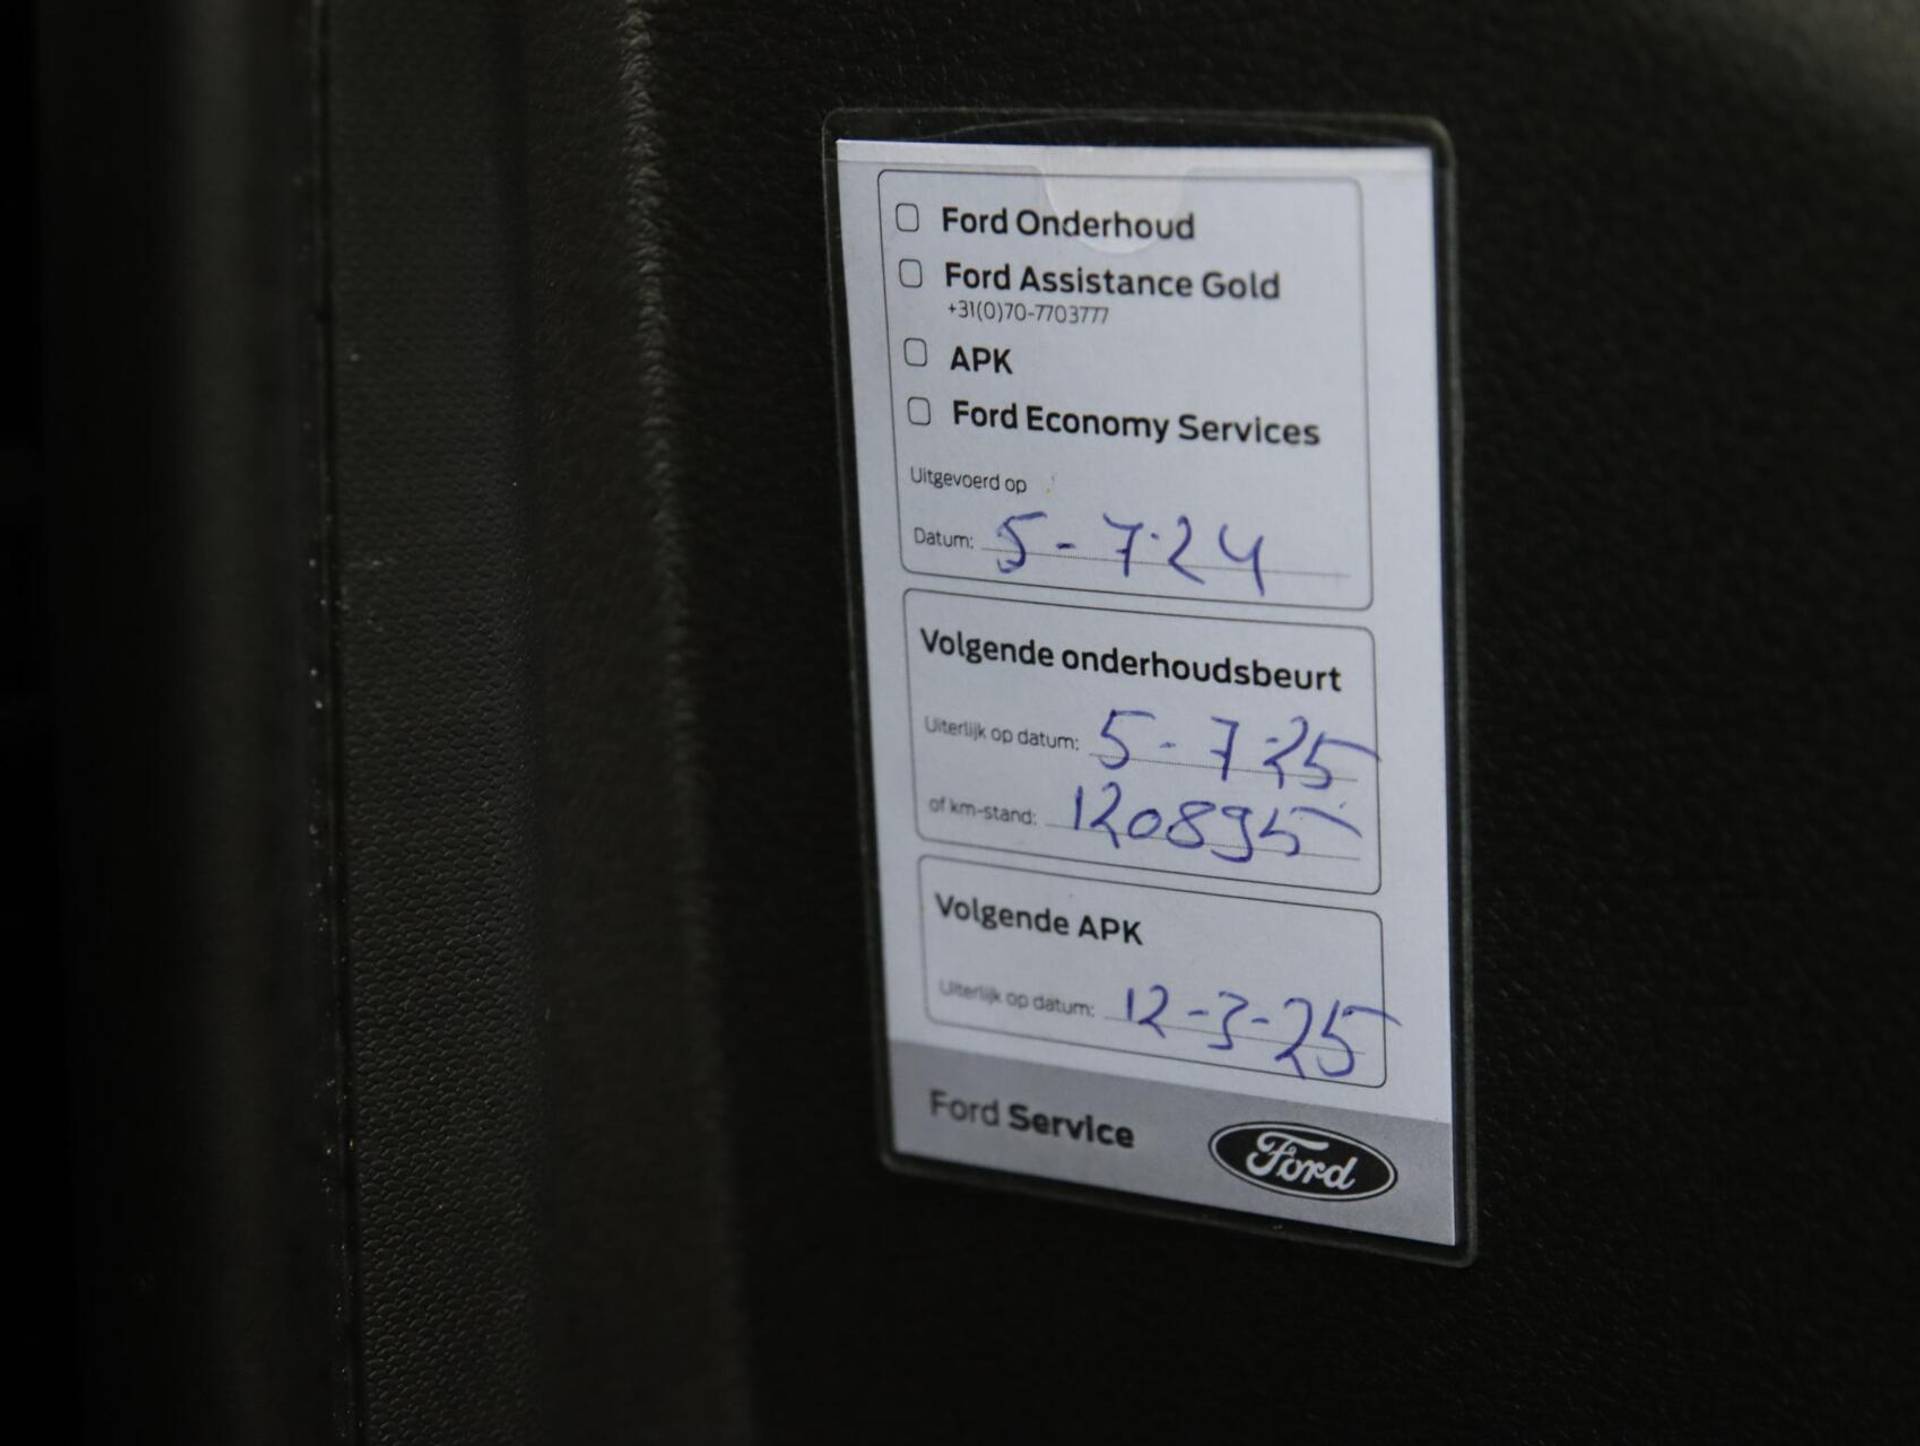 Ford Onderhoud
Ford Assistance Gold
+31(0)70-7703777
APK
Ford Economy Services
Uitgevoerd op
Datum: 5-7-24
Volgende onderhoudsbeurt
Uiterlijk op datum: 5-7-25
of km-stand: 120895
Volgende APK
Uiterlijk op datum: 12-3-25
Ford Service Ford